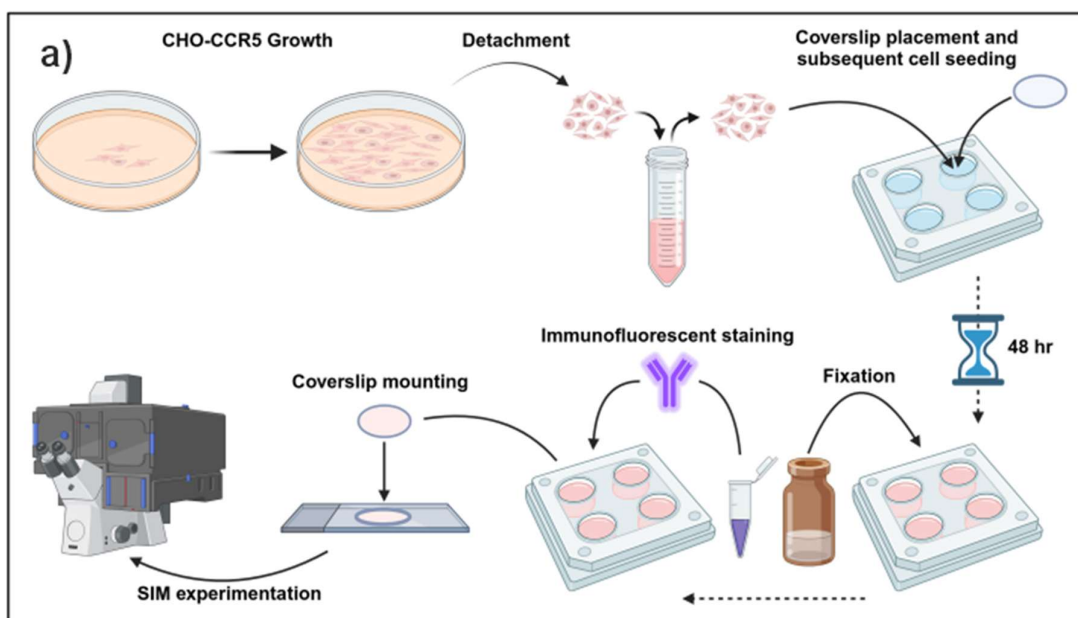 a)
CHO-CCR5 Growth
Detachment
Coverslip placement and
subsequent cell seeding
48 hr
Immunofluorescent staining
Fixation
Coverslip mounting
SIM experimentation